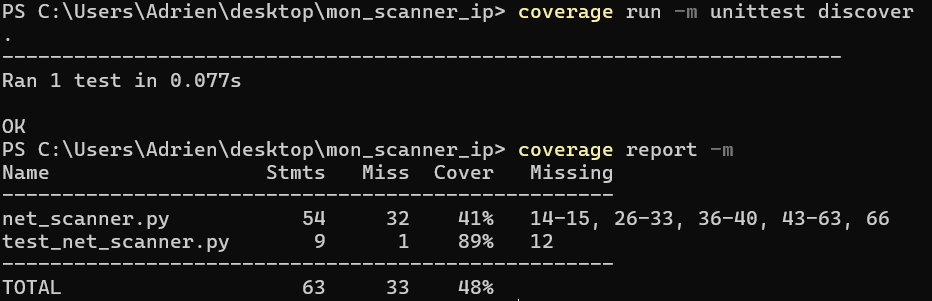 PS C:\Users\Adrien\desktop\mon_scanner_ip> coverage run -m unittest discover
.
----------------------------------------------------------------------
Ran 1 test in 0.077s
OK
PS C:\Users\Adrien\desktop\mon_scanner_ip> coverage report -m
Name                  Stmts   Miss  Cover   Missing
---------------------------------------------------
net_scanner.py           54     32    41%   14-15, 26-33, 36-40, 43-63, 66
test_net_scanner.py       9      1    89%   12
---------------------------------------------------
TOTAL                    63     33    48%